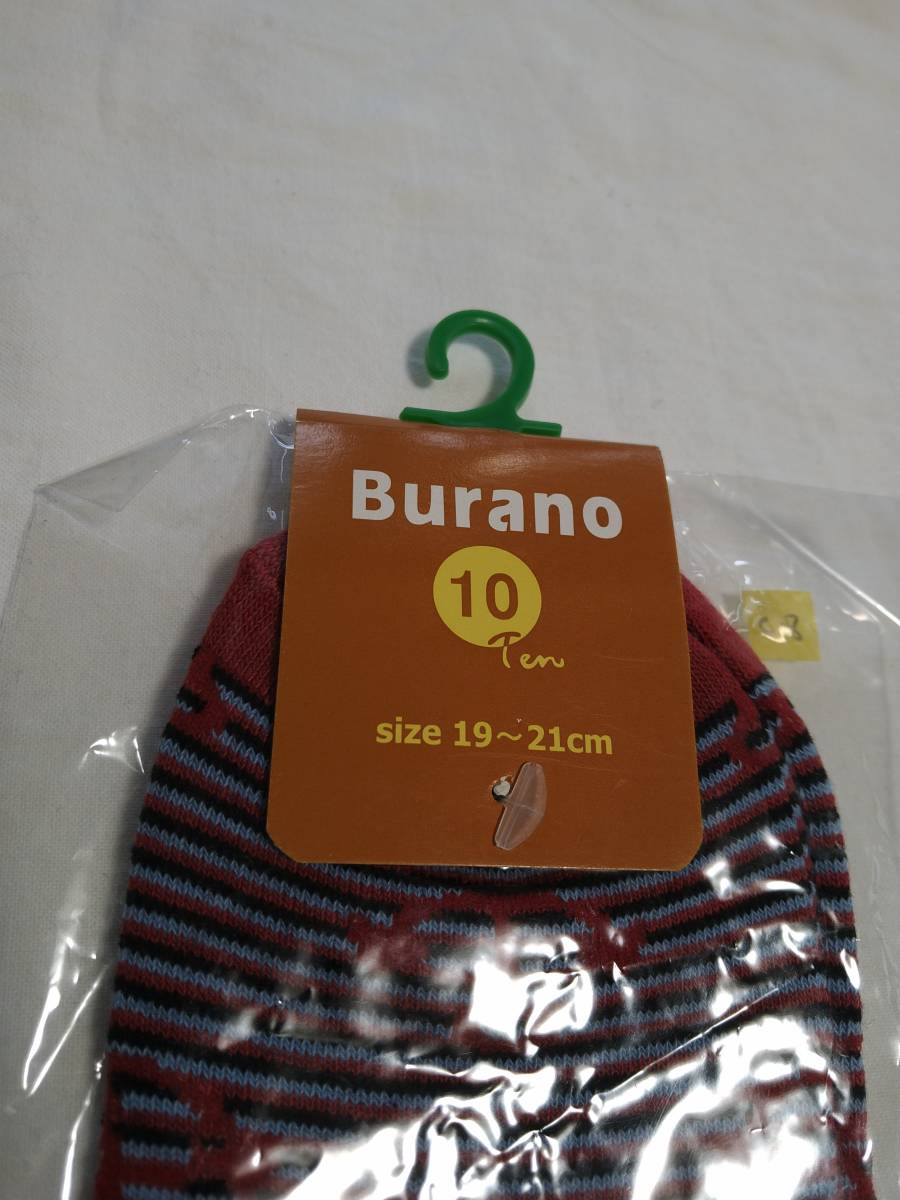 Burano
10
Ten
size 19～21cm